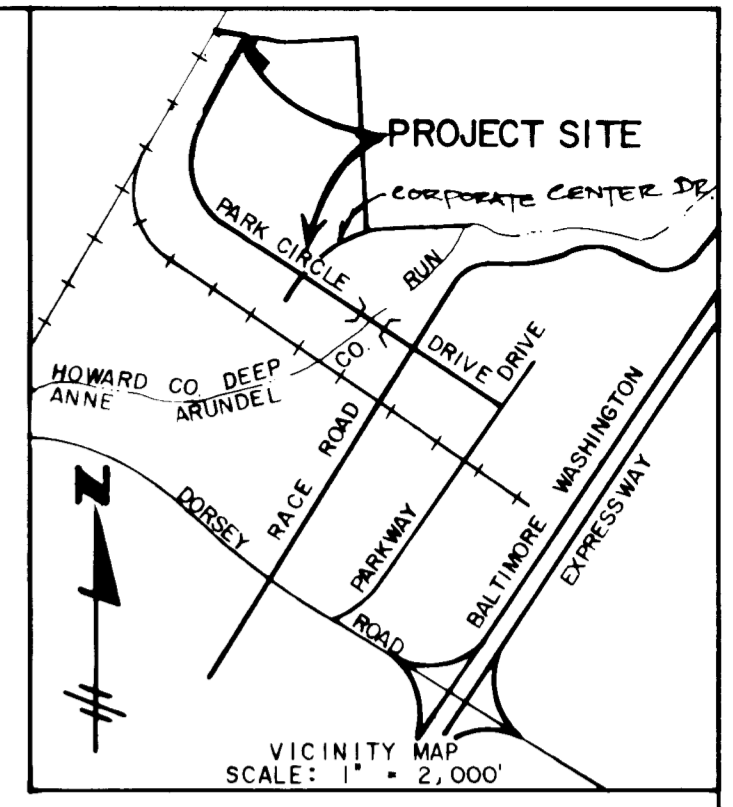 PROJECT SITE
CORPORATE CENTER DR.
PARK CIRCLE DRIVE
DEEP RUN
HOWARD CO.
ANNE ARUNDEL CO.
RACE ROAD
PARKWAY DRIVE
DORSEY ROAD
BALTIMORE WASHINGTON
EXPRESSWAY
N
VICINITY MAP
SCALE: 1" = 2,000'